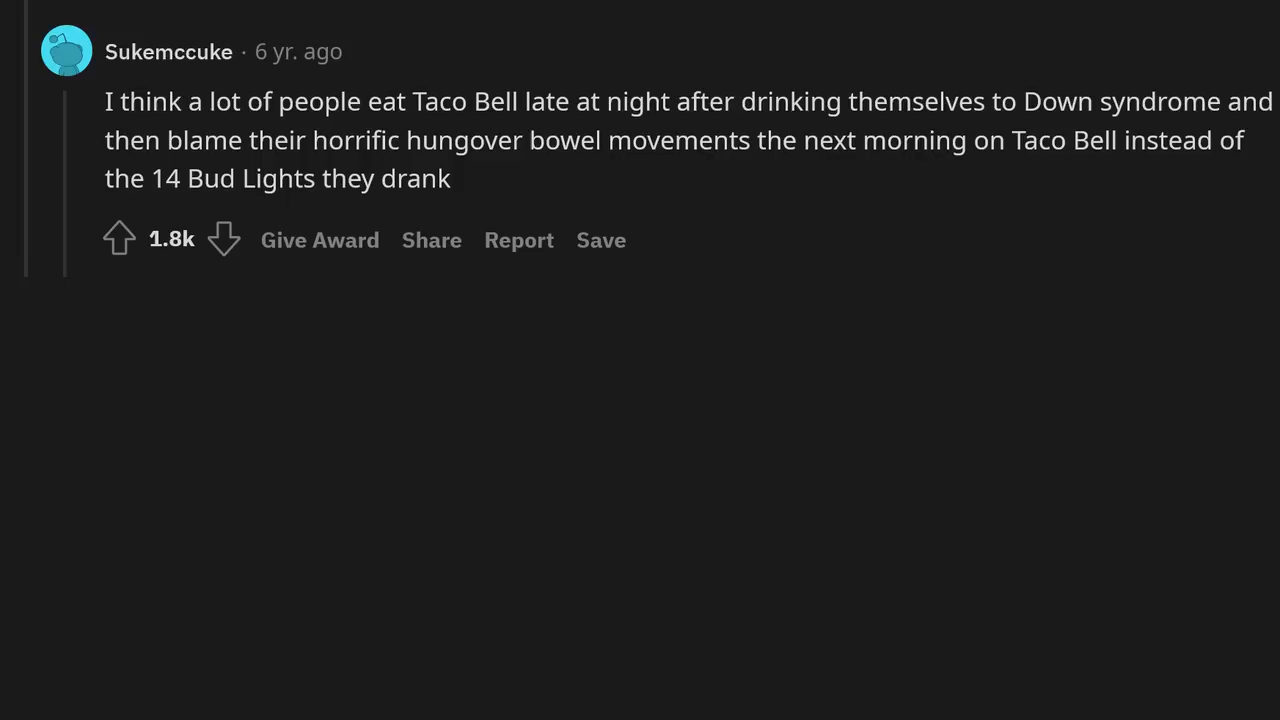 Sukemccuke · 6 yr. ago
I think a lot of people eat Taco Bell late at night after drinking themselves to Down syndrome and
then blame their horrific hungover bowel movements the next morning on Taco Bell instead of
the 14 Bud Lights they drank
1.8k Give Award Share Report Save